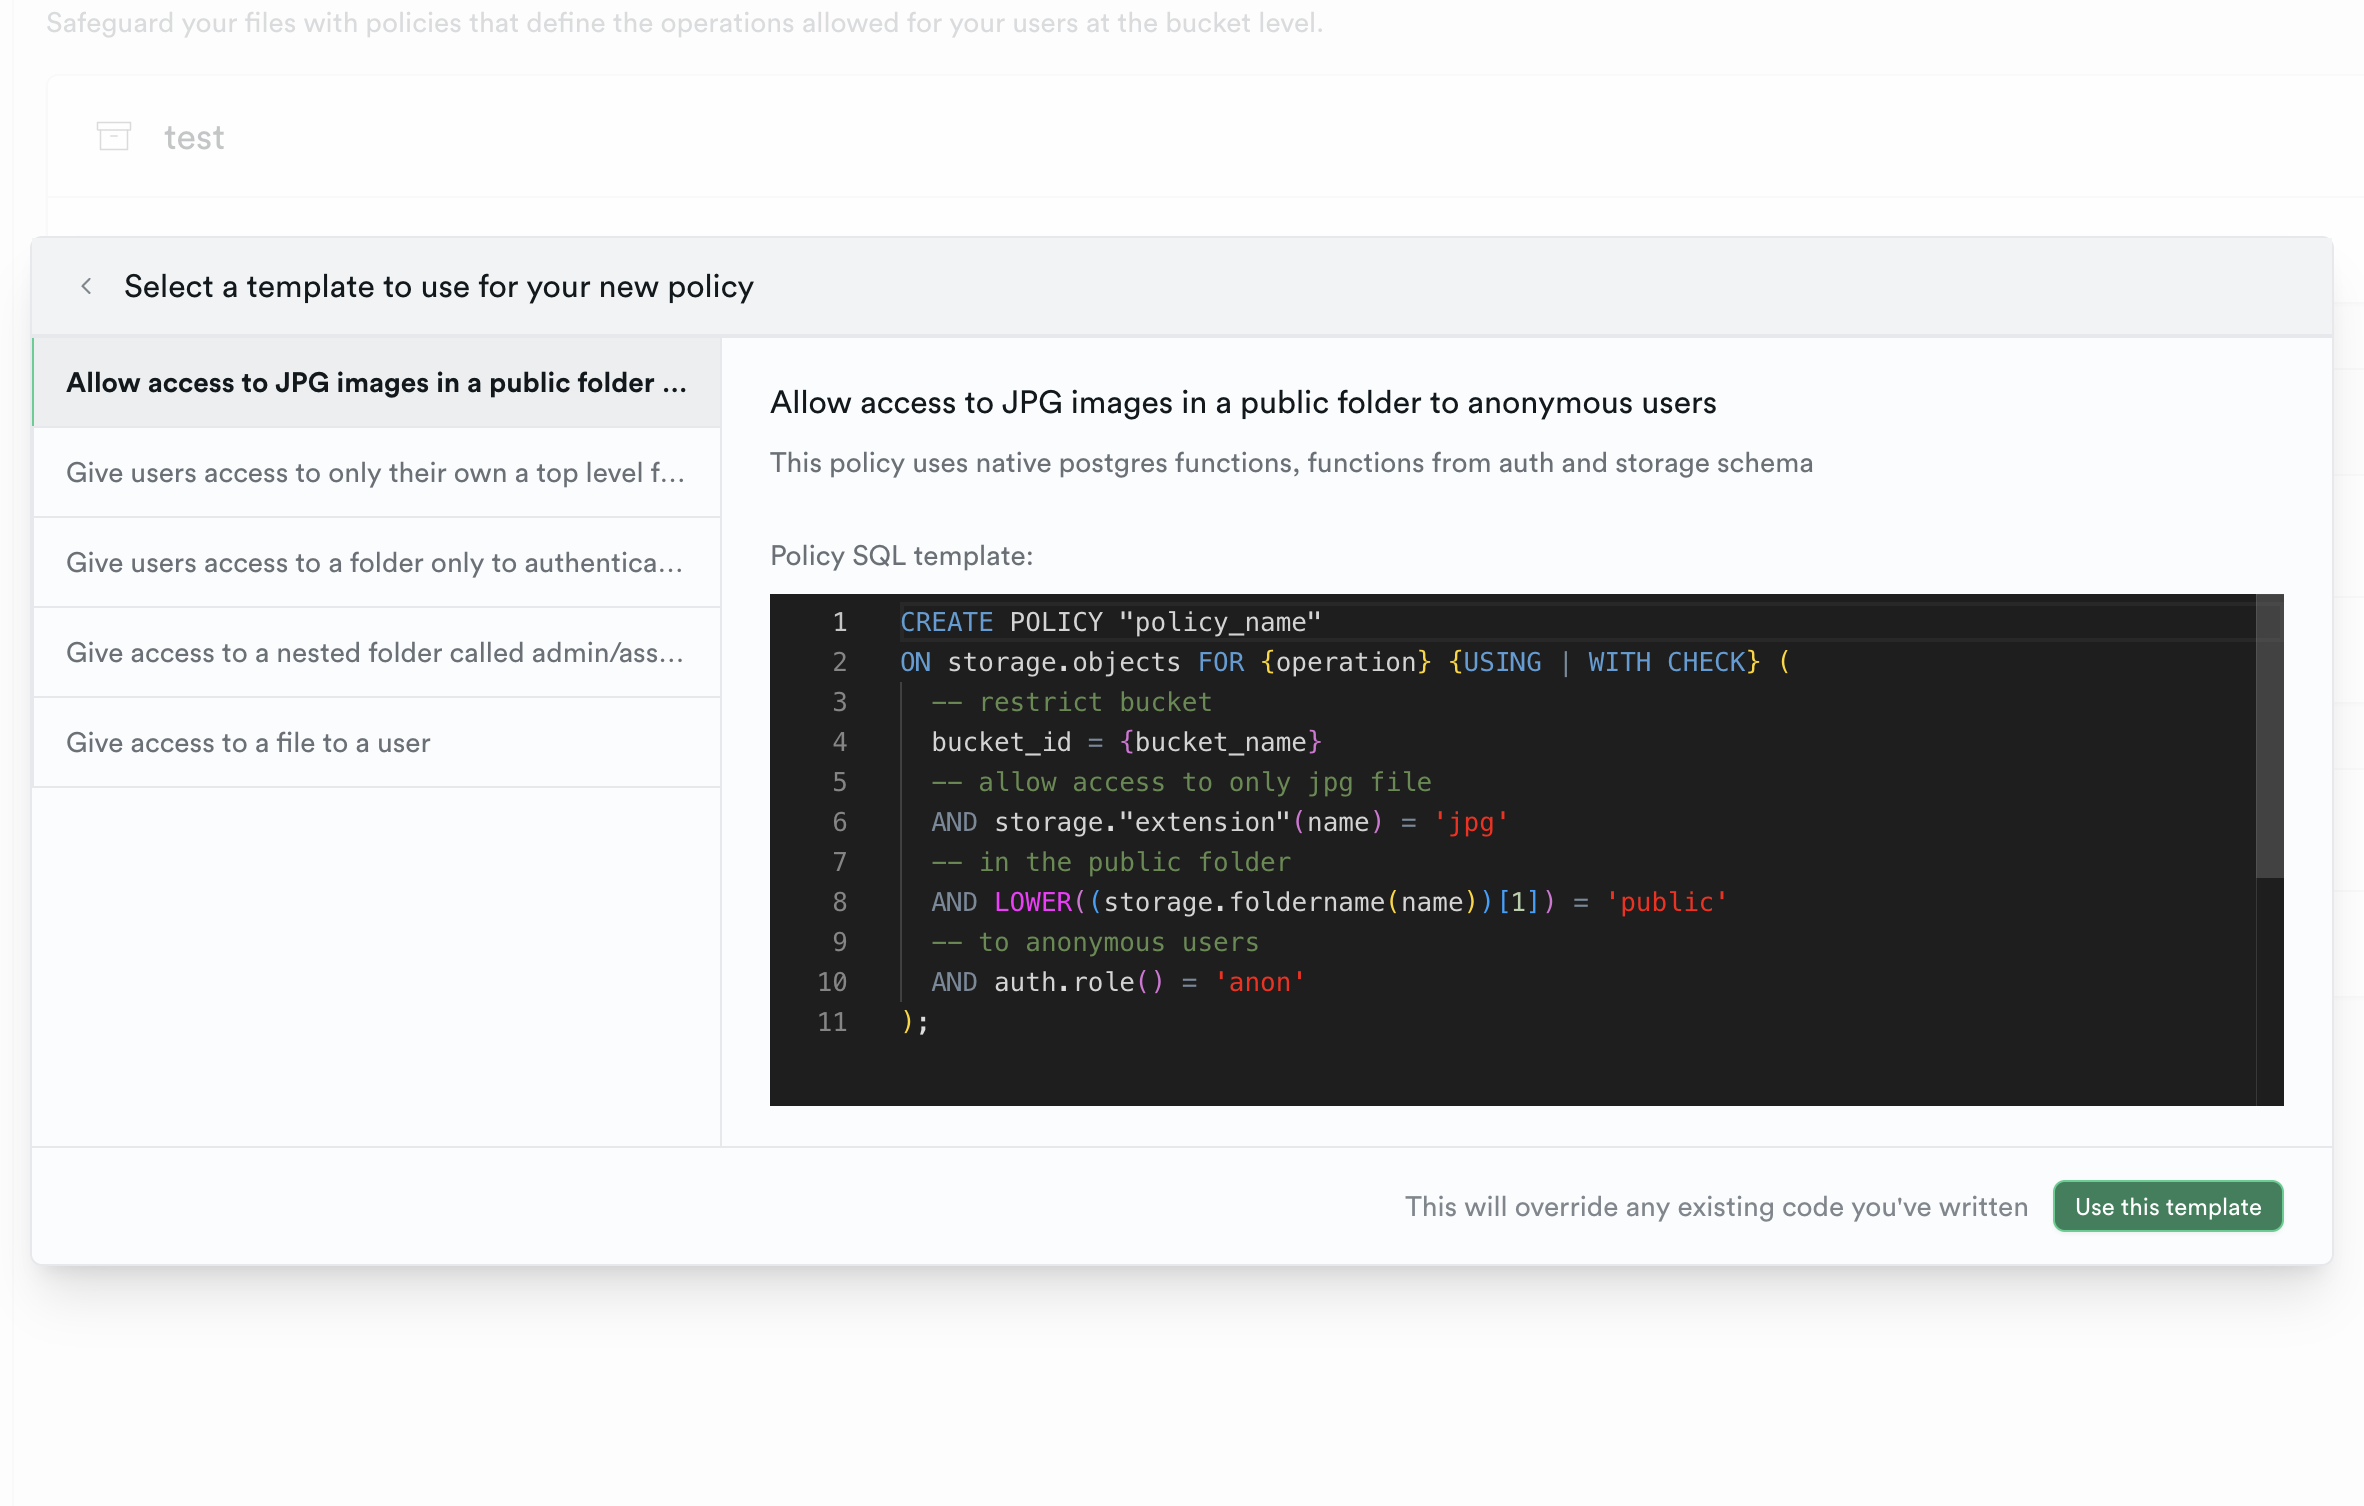 Safeguard your files with policies that define the operations allowed for your users at the bucket level.
test
Select a template to use for your new policy
Allow access to JPG images in a public folder ...
Give users access to only their own a top level f...
Give users access to a folder only to authentica...
Give access to a nested folder called admin/ass...
Give access to a file to a user
Allow access to JPG images in a public folder to anonymous users
This policy uses native postgres functions, functions from auth and storage schema
Policy SQL template:
1 CREATE POLICY "policy_name"
2 ON storage.objects FOR {operation} {USING | WITH CHECK} (
3 -- restrict bucket
4 bucket_id = {bucket_name}
5 -- allow access to only jpg file
6 AND storage."extension"(name) = 'jpg'
7 -- in the public folder
8 AND LOWER((storage.foldername(name))[1]) = 'public'
9 -- to anonymous users
10 AND auth.role() = 'anon'
11 );
This will override any existing code you've written
Use this template